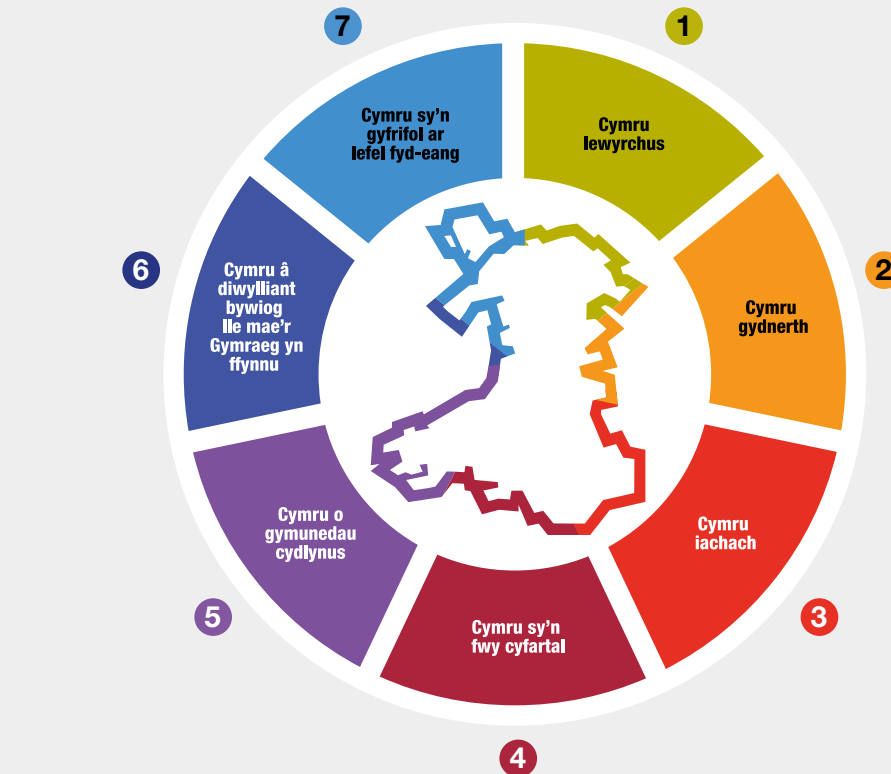 1
Cymru
lewyrchus
2
Cymru
gydnerth
3
Cymru
iachach
4
Cymru sy'n
fwy cyfartal
5
Cymru o
gymunedau
cydlynus
6
Cymru â
diwylliant
bywiog
lle mae'r
Gymraeg yn
ffynnu
7
Cymru sy'n
gyfrifol ar
lefel fyd-eang